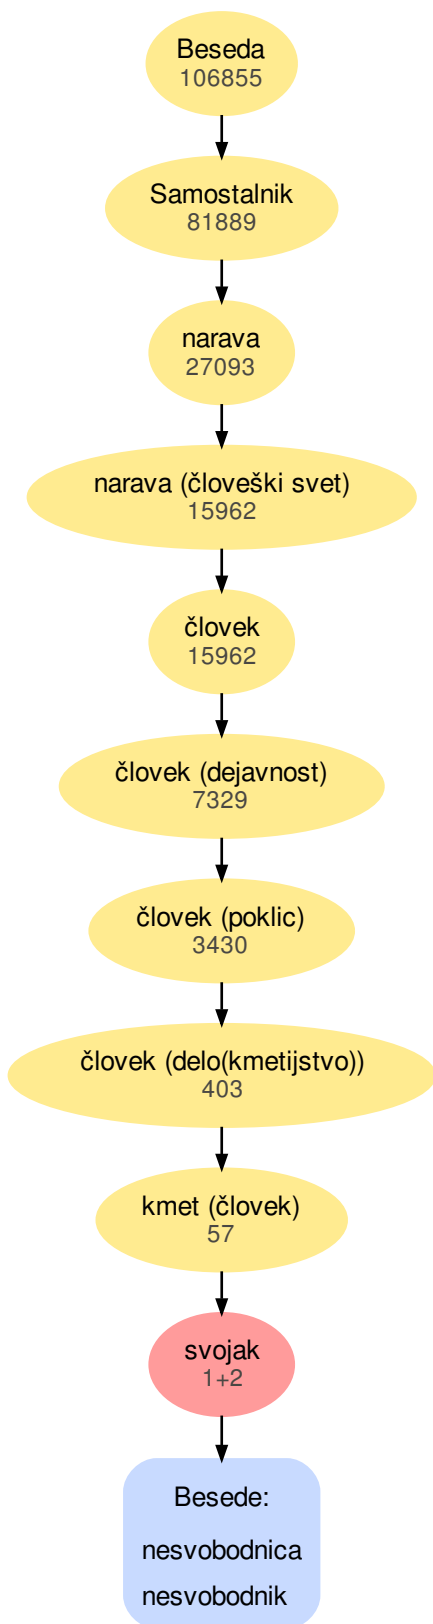 Beseda
106855
Samostalnik
81889
narava
27093
narava (človeški svet)
15962
človek
15962
človek (dejavnost)
7329
človek (poklic)
3430
človek (delo(kmetijstvo))
403
kmet (človek)
57
svojak
1+2
Besede:
nesvobodnica
nesvobodnik